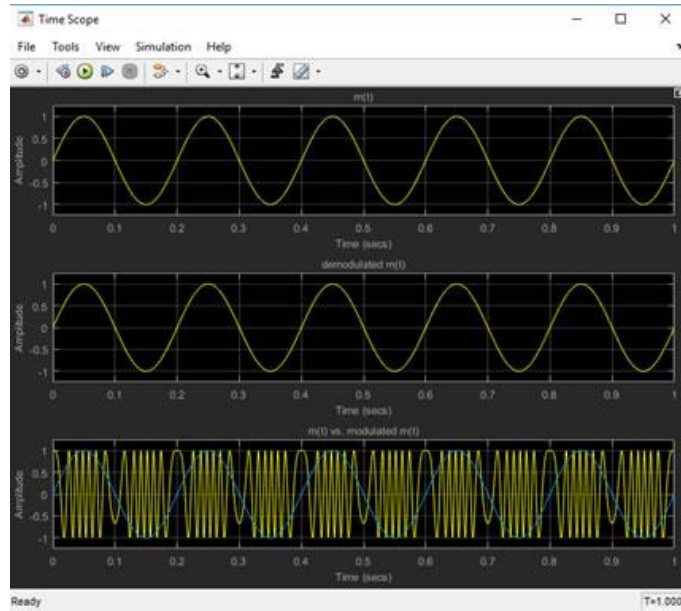 Time Scope
File Tools View Simulation Help
m(t)
Amplitude
1
0.5
0
-0.5
-1
0 0.1 0.2 0.3 0.4 0.5 0.6 0.7 0.8 0.9 1
Time (secs)
demodulated m(t)
Amplitude
1
0.5
0
-0.5
-1
0 0.1 0.2 0.3 0.4 0.5 0.6 0.7 0.8 0.9 1
Time (secs)
m(t) vs. modulated m(t)
Amplitude
1
0.5
0
-0.5
-1
0 0.1 0.2 0.3 0.4 0.5 0.6 0.7 0.8 0.9 1
Time (secs)
Ready T=1.000